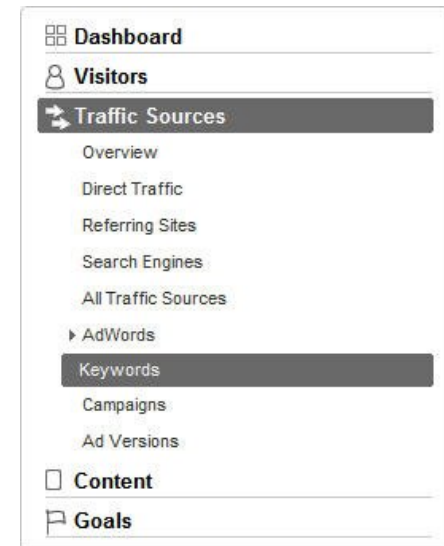 Dashboard
Visitors
Traffic Sources
Overview
Direct Traffic
Referring Sites
Search Engines
All Traffic Sources
AdWords
Keywords
Campaigns
Ad Versions
Content
Goals